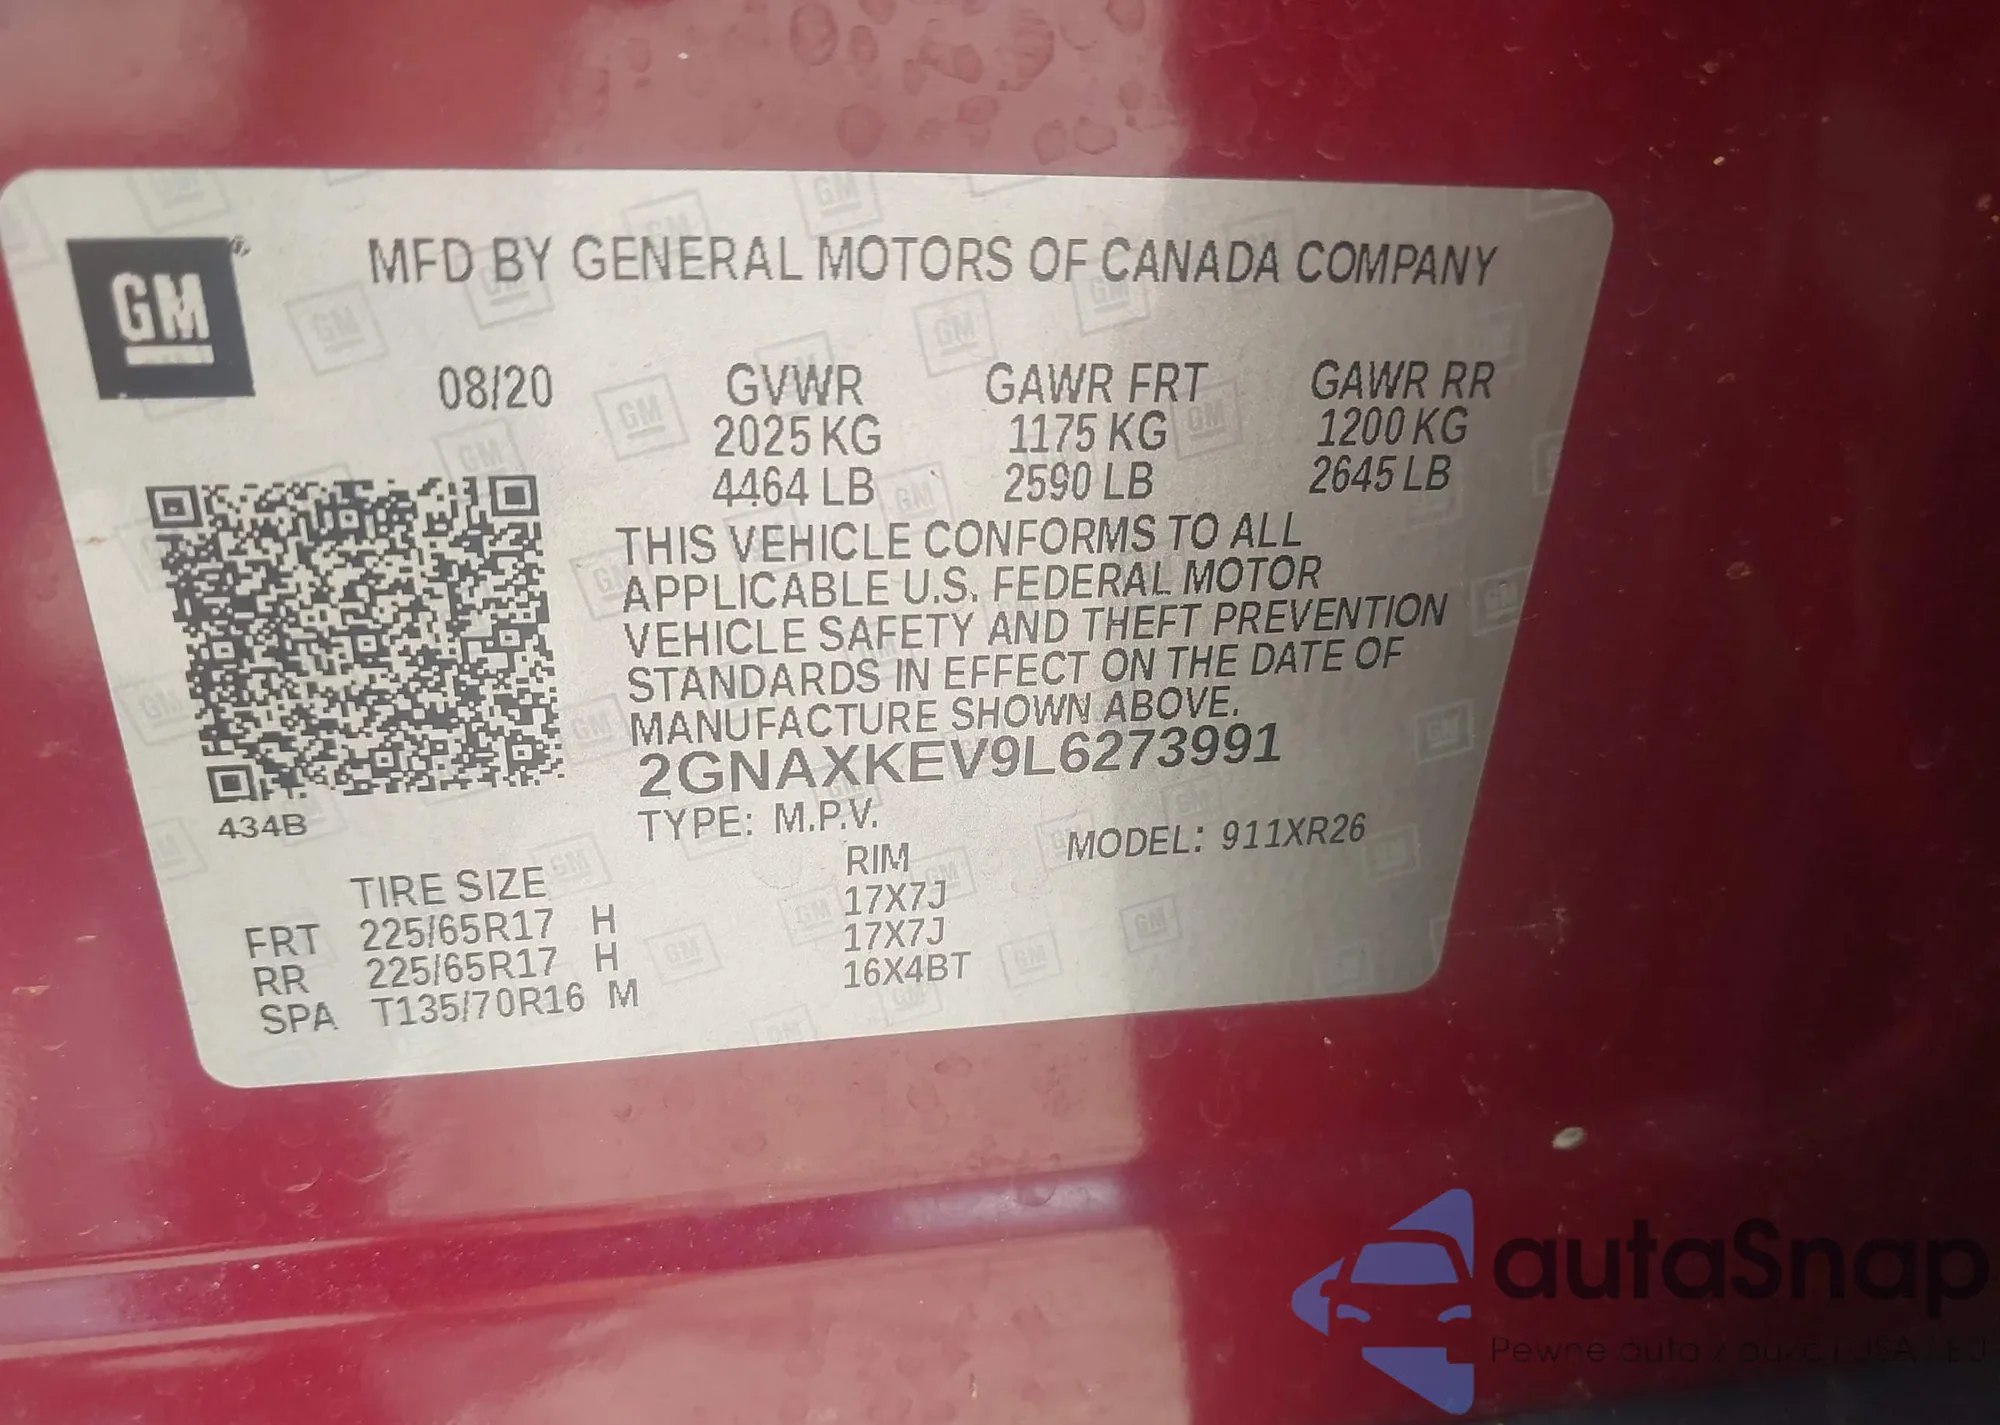 GM
MFD BY GENERAL MOTORS OF CANADA COMPANY
08/20 GVWR GAWR FRT GAWR RR
2025 KG 1175 KG 1200 KG
4464 LB 2590 LB 2645 LB
THIS VEHICLE CONFORMS TO ALL
APPLICABLE U.S. FEDERAL MOTOR
VEHICLE SAFETY AND THEFT PREVENTION
STANDARDS IN EFFECT ON THE DATE OF
MANUFACTURE SHOWN ABOVE.
2GNAXKEV9L6273991
434B
TYPE: M.P.V. MODEL: 911XR26
TIRE SIZE RIM
FRT 225/65R17 H 17X7J
RR 225/65R17 H 17X7J
SPA T135/70R16 M 16X4BT
autaSnap
Pewne auta z